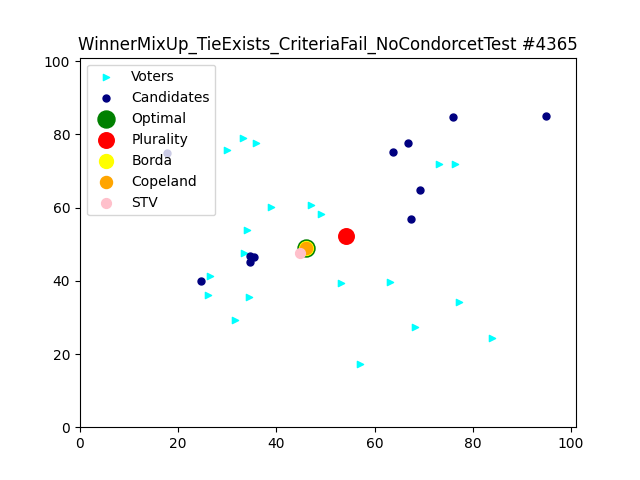 WinnerMixUp_TieExists_CriteriaFail_NoCondorcetTest #4365
Voters
Candidates
Optimal
Plurality
Borda
Copeland
STV
100
80
60
40
20
0
0 20 40 60 80 100